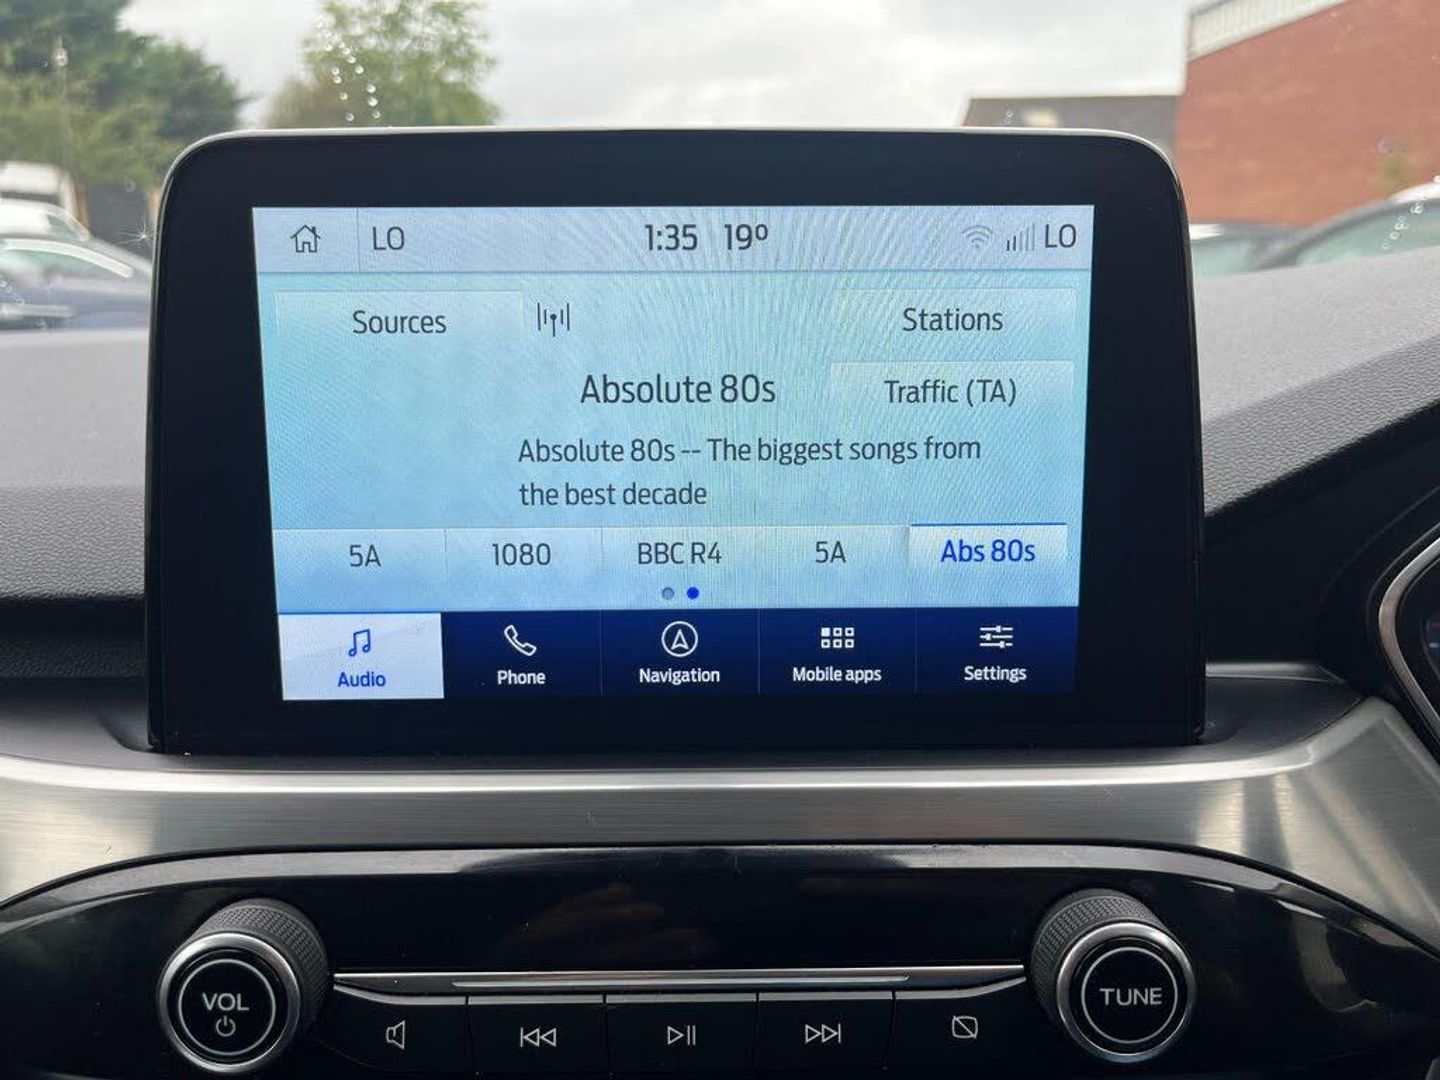 LO 1:35 19º LO
Sources Stations
Absolute 80s Traffic (TA)
Absolute 80s -- The biggest songs from
the best decade
5A 1080 BBC R4 5A Abs 80s
Audio Phone Navigation Mobile apps Settings
VOL TUNE